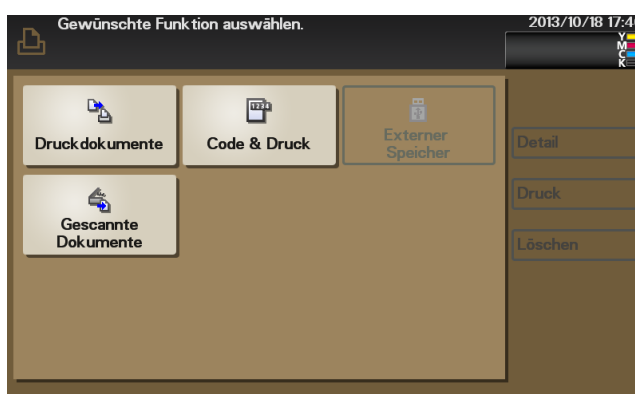 Gewünschte Funktion auswählen.
2013/10/18 17:4
Y
M
C
K
Druckdokumente
Code & Druck
Externer
Speicher
Gescannte
Dokumente
Detail
Druck
Löschen